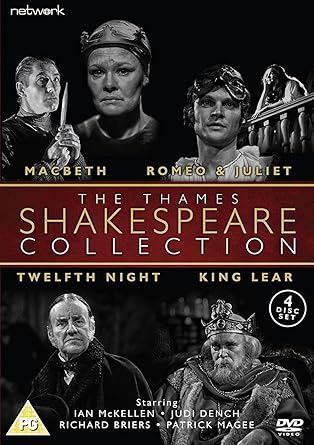 network
MACBETH
ROMEO & JULIET
THE THAMES
SHAKESPEARE
COLLECTION
TWELFTH NIGHT
KING LEAR
4
DISC
SET
Starring
IAN McKELLEN · JUDI DENCH
RICHARD BRIERS · PATRICK MAGEE
PG
DVD
VIDEO